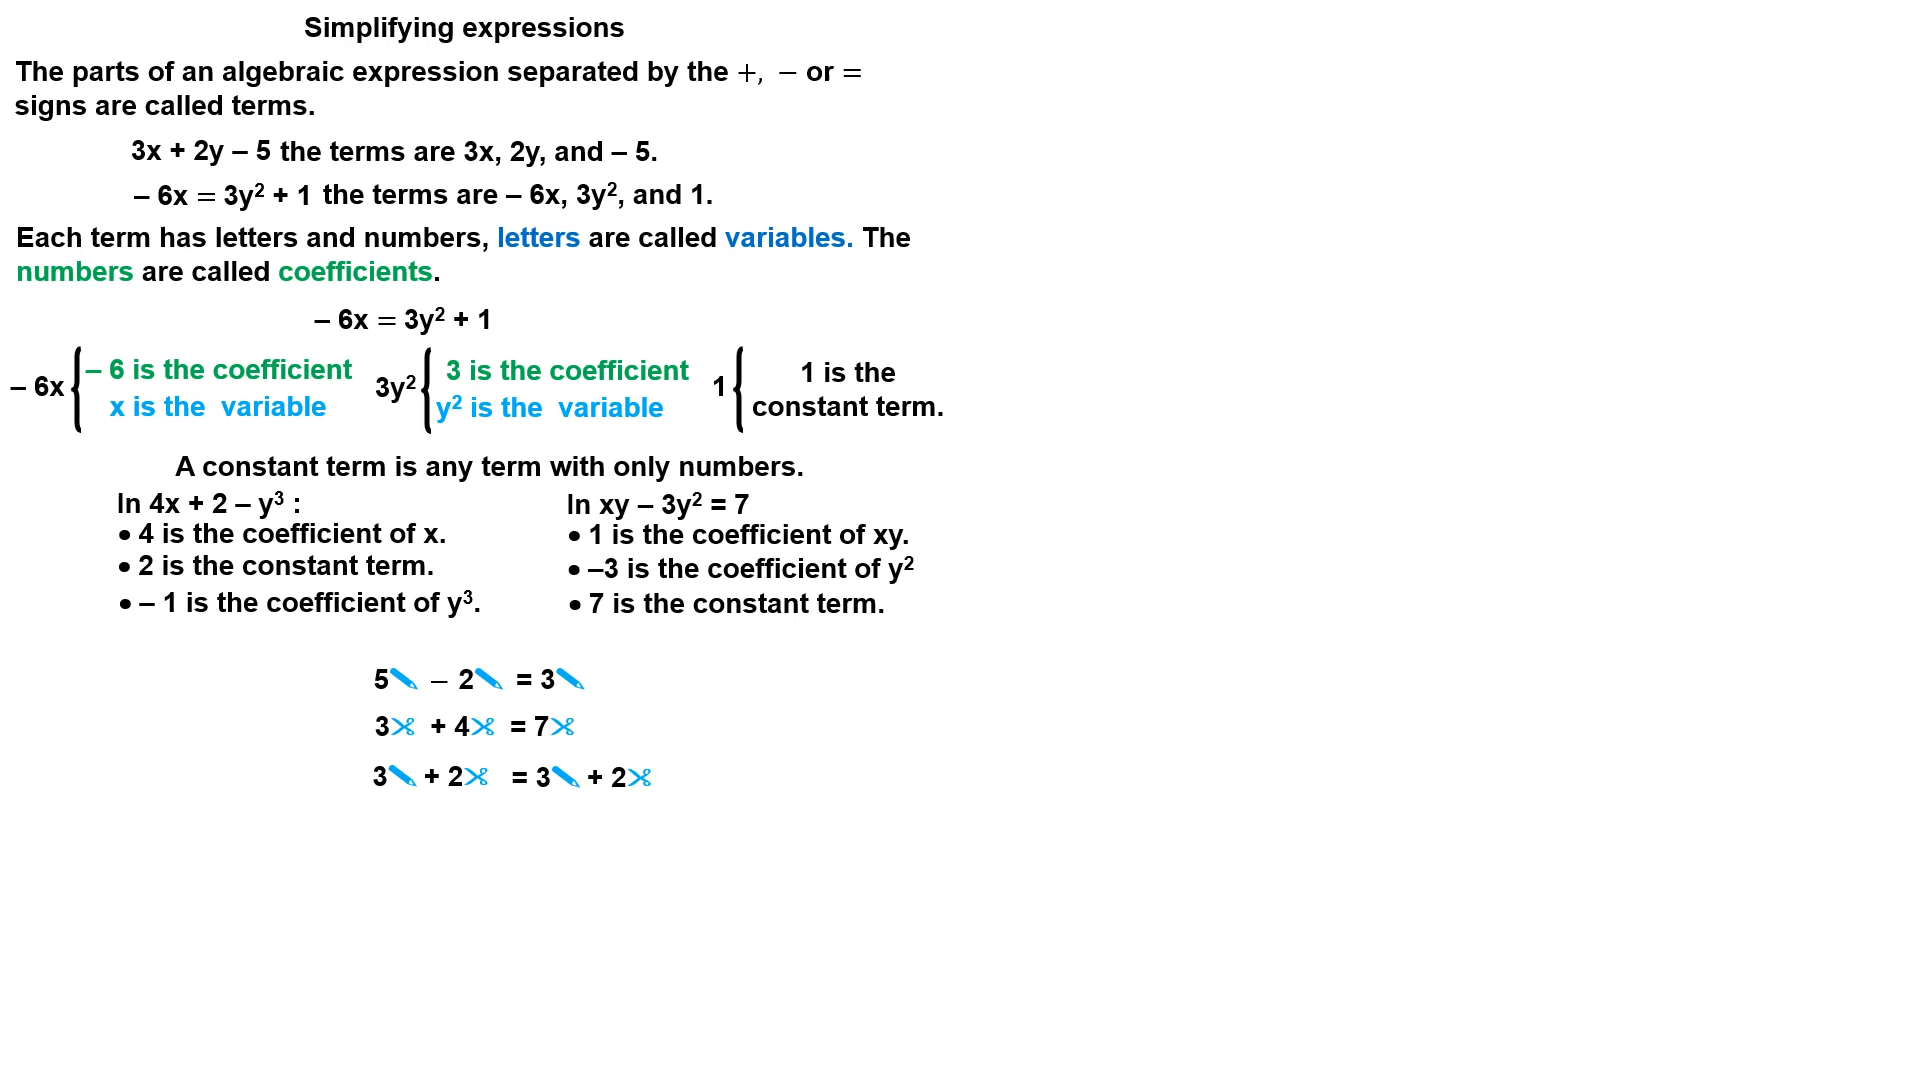 Simplifying expressions
The parts of an algebraic expression separated by the +, − or =
signs are called terms.
3x + 2y – 5 the terms are 3x, 2y, and – 5.
– 6x = 3y² + 1 the terms are – 6x, 3y², and 1.
Each term has letters and numbers, letters are called variables. The
numbers are called coefficients.
– 6x = 3y² + 1
– 6x { – 6 is the coefficient
x is the variable
3y² { 3 is the coefficient
y² is the variable
1 { 1 is the
constant term.
A constant term is any term with only numbers.
In 4x + 2 – y³ :
• 4 is the coefficient of x.
• 2 is the constant term.
• – 1 is the coefficient of y³.
In xy – 3y² = 7
• 1 is the coefficient of xy.
• –3 is the coefficient of y²
• 7 is the constant term.
5✏ − 2✏ = 3✏
3✂ + 4✂ = 7✂
3✏ + 2✂ = 3✏ + 2✂